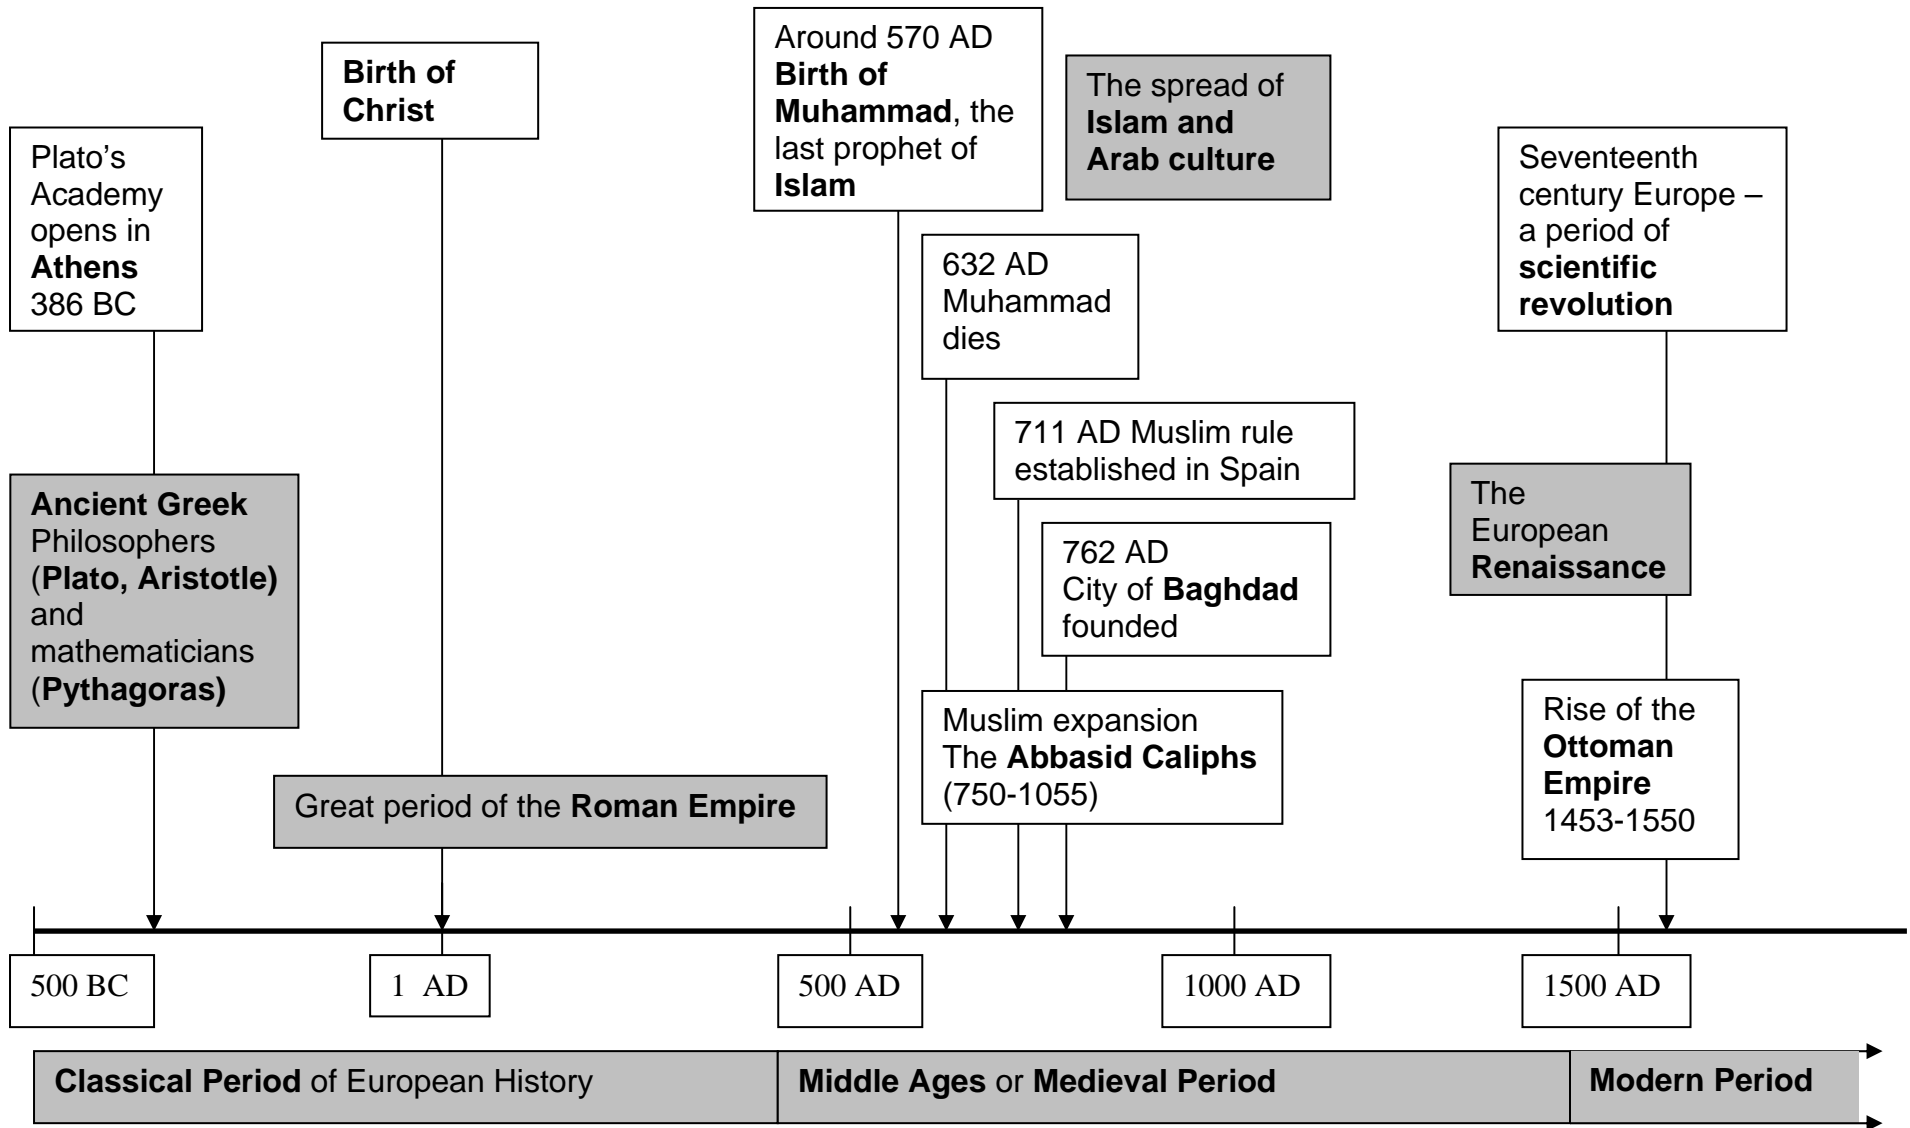 Plato's
Academy
opens in
Athens
386 BC
Birth of
Christ
Around 570 AD
Birth of
Muhammad, the
last prophet of
Islam
The spread of
Islam and
Arab culture
Seventeenth
century Europe –
a period of
scientific
revolution
632 AD
Muhammad
dies
711 AD Muslim rule
established in Spain
Ancient Greek
Philosophers
(Plato, Aristotle)
and
mathematicians
(Pythagoras)
The
European
Renaissance
762 AD
City of Baghdad
founded
Muslim expansion
The Abbasid Caliphs
(750-1055)
Rise of the
Ottoman
Empire
1453-1550
Great period of the Roman Empire
500 BC
1 AD
500 AD
1000 AD
1500 AD
Classical Period of European History
Middle Ages or Medieval Period
Modern Period